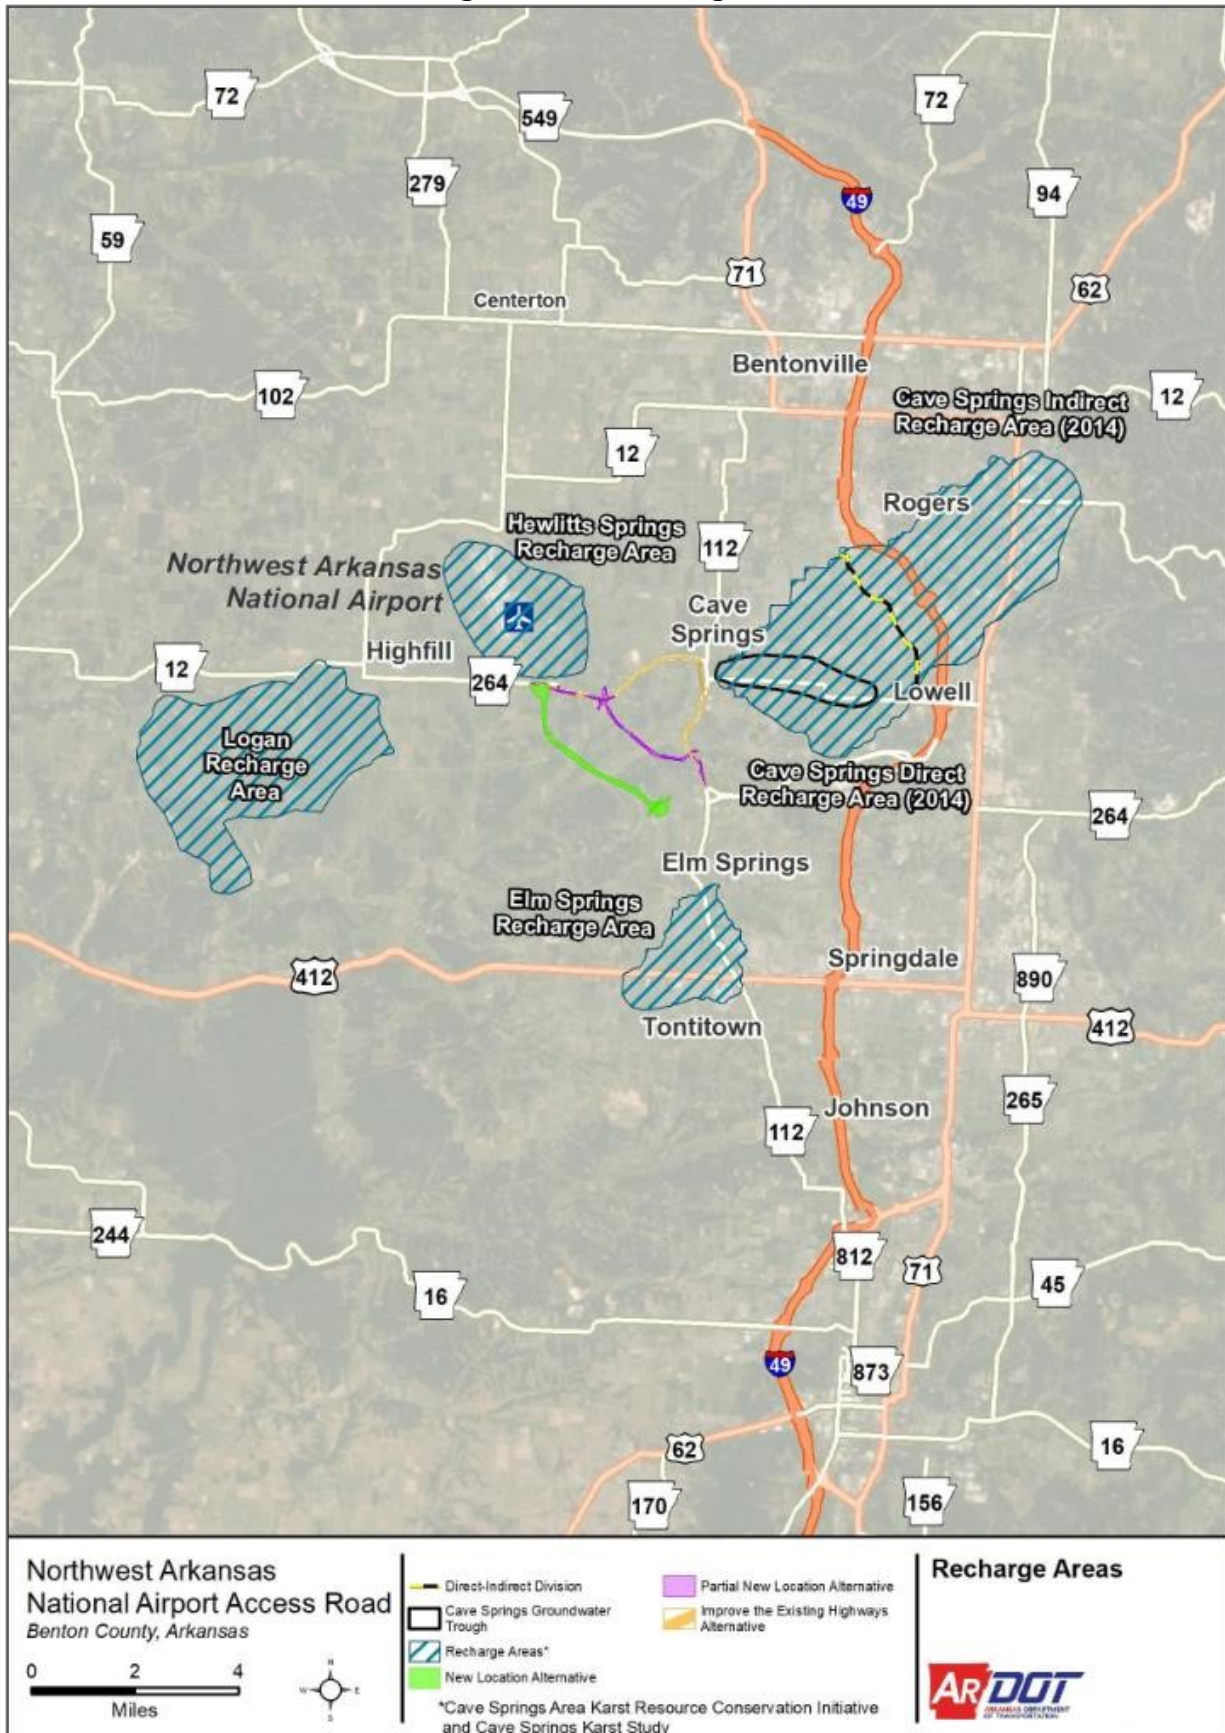 72
549
72
279
94
49
59
71
62
Centerton
Bentonville
102
Cave Springs Indirect
Recharge Area (2014)
12
12
Rogers
Hewlitts Springs
Recharge Area
112
Northwest Arkansas
National Airport
Cave
Springs
Highfill
12
264
Lowell
Logan
Recharge
Area
Cave Springs Direct
Recharge Area (2014)
264
Elm Springs
Elm Springs
Recharge Area
Springdale
412
890
Tontitown
412
265
Johnson
112
244
812
71
45
16
49
873
62
16
170
156
Northwest Arkansas
National Airport Access Road
Benton County, Arkansas
0 2 4
Miles
N
W E
S
Direct-Indirect Division
Cave Springs Groundwater
Trough
Recharge Areas*
New Location Alternative
Partial New Location Alternative
Improve the Existing Highways
Alternative
*Cave Springs Area Karst Resource Conservation Initiative
and Cave Springs Karst Study
Recharge Areas
ARDOT
ARKANSAS DEPARTMENT
OF TRANSPORTATION